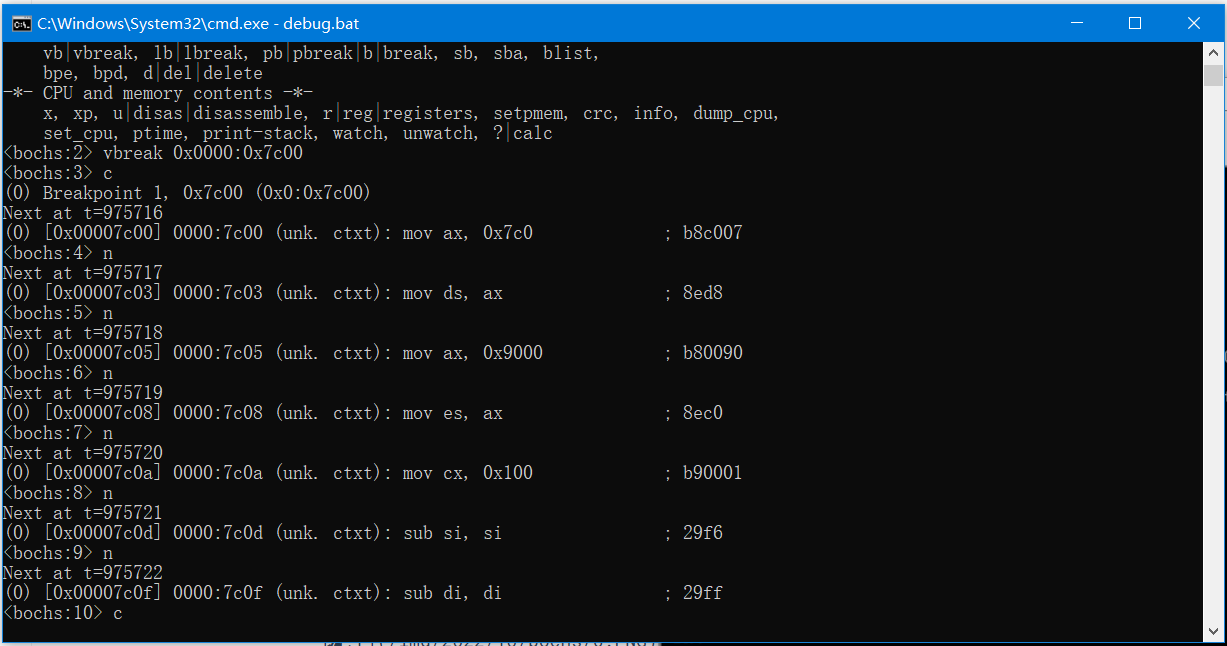 C:\Windows\System32\cmd.exe - debug.bat
vb|vbreak, lb|lbreak, pb|pbreak|b|break, sb, sba, blist,
bpe, bpd, d|del|delete
-*- CPU and memory contents -*-
x, xp, u|disas|disassemble, r|reg|registers, setpmem, crc, info, dump_cpu,
set_cpu, ptime, print-stack, watch, unwatch, ?|calc
<bochs:2> vbreak 0x0000:0x7c00
<bochs:3> c
(0) Breakpoint 1, 0x7c00 (0x0:0x7c00)
Next at t=975716
(0) [0x00007c00] 0000:7c00 (unk. ctxt): mov ax, 0x7c0 ; b8c007
<bochs:4> n
Next at t=975717
(0) [0x00007c03] 0000:7c03 (unk. ctxt): mov ds, ax ; 8ed8
<bochs:5> n
Next at t=975718
(0) [0x00007c05] 0000:7c05 (unk. ctxt): mov ax, 0x9000 ; b80090
<bochs:6> n
Next at t=975719
(0) [0x00007c08] 0000:7c08 (unk. ctxt): mov es, ax ; 8ec0
<bochs:7> n
Next at t=975720
(0) [0x00007c0a] 0000:7c0a (unk. ctxt): mov cx, 0x100 ; b90001
<bochs:8> n
Next at t=975721
(0) [0x00007c0d] 0000:7c0d (unk. ctxt): sub si, si ; 29f6
<bochs:9> n
Next at t=975722
(0) [0x00007c0f] 0000:7c0f (unk. ctxt): sub di, di ; 29ff
<bochs:10> c